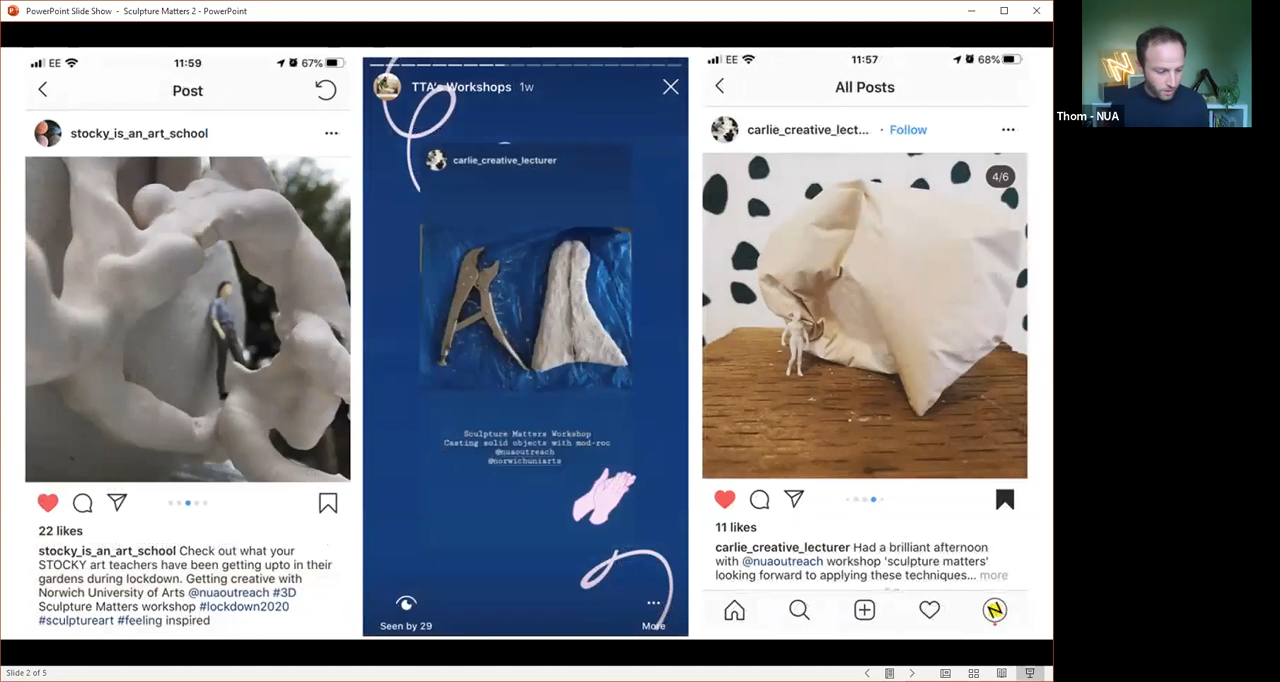 PowerPoint Slide Show - Sculpture Matters 2 - PowerPoint
EE 11:59 67%
Post
stocky_is_an_art_school
22 likes
stocky_is_an_art_school Check out what your
STOCKY art teachers have been getting upto in their
gardens during lockdown. Getting creative with
Norwich University of Arts @nuaoutreach #3D
Sculpture Matters workshop #lockdown2020
#sculptureart #feeling inspired
TTA's Workshops 1w
carlie_creative_lecturer
Sculpture Matters Workshop
Casting solid objects with mod-roc
@nuaoutreach
@norwichuniarts
Seen by 29
More
EE 11:57 68%
All Posts
carlie_creative_lect... · Follow
4/6
11 likes
carlie_creative_lecturer Had a brilliant afternoon
with @nuaoutreach workshop 'sculpture matters'
looking forward to applying these techniques... more
N
Thom - NUA
Slide 2 of 5